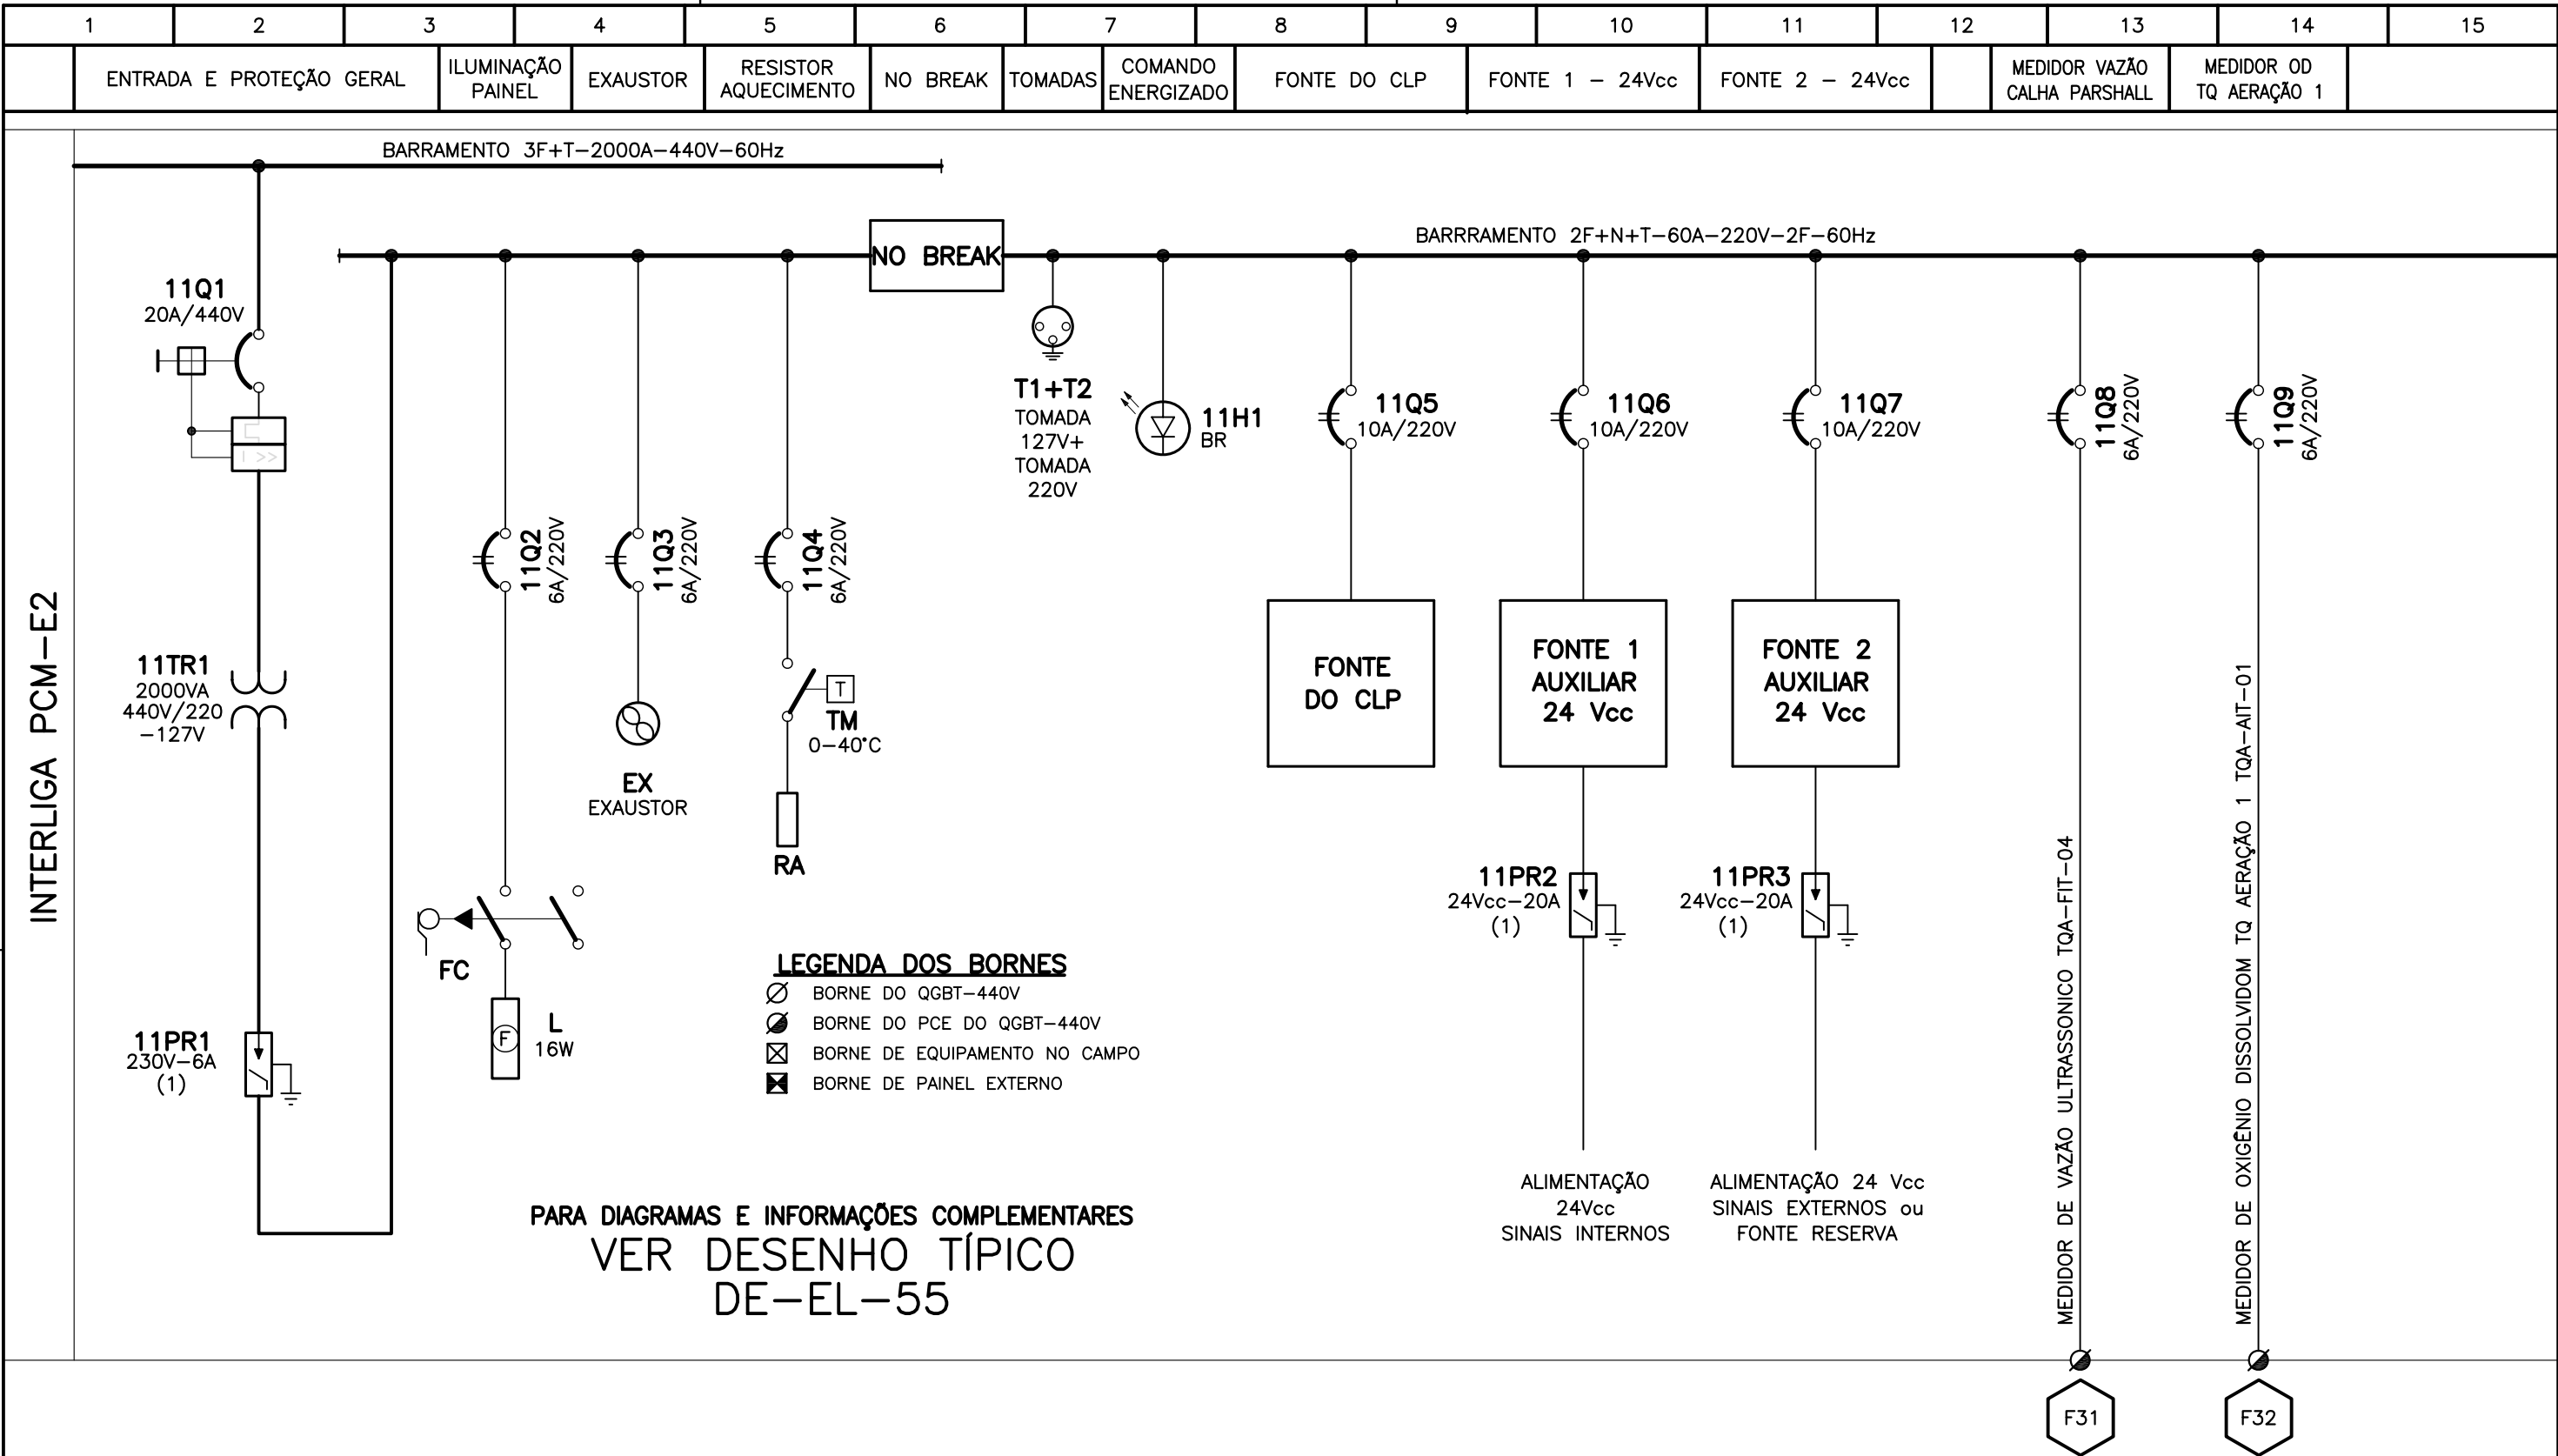 1 2 3 4 5 6 7 8 9 10 11 12 13 14 15
ENTRADA E PROTEÇÃO GERAL
ILUMINAÇÃO
PAINEL
EXAUSTOR
RESISTOR
AQUECIMENTO
NO BREAK
TOMADAS
COMANDO
ENERGIZADO
FONTE DO CLP
FONTE 1 - 24Vcc
FONTE 2 - 24Vcc
MEDIDOR VAZÃO
CALHA PARSHALL
MEDIDOR OD
TQ AERAÇÃO 1
INTERLIGA PCM-E2
BARRAMENTO 3F+T-2000A-440V-60Hz
BARRRAMENTO 2F+N+T-60A-220V-2F-60Hz
NO BREAK
11Q1
20A/440V
I >>
11TR1
2000VA
440V/220
-127V
11PR1
230V-6A
(1)
11Q2
6A/220V
11Q3
6A/220V
11Q4
6A/220V
T
TM
0-40°C
EX
EXAUSTOR
RA
FC
F
L
16W
T1+T2
TOMADA
127V+
TOMADA
220V
11H1
BR
11Q5
10A/220V
11Q6
10A/220V
11Q7
10A/220V
11Q8
6A/220V
11Q9
6A/220V
FONTE
DO CLP
FONTE 1
AUXILIAR
24 Vcc
FONTE 2
AUXILIAR
24 Vcc
11PR2
24Vcc-20A
(1)
11PR3
24Vcc-20A
(1)
ALIMENTAÇÃO
24Vcc
SINAIS INTERNOS
ALIMENTAÇÃO 24 Vcc
SINAIS EXTERNOS ou
FONTE RESERVA
MEDIDOR DE VAZÃO ULTRASSONICO TQA-FIT-04
MEDIDOR DE OXIGÊNIO DISSOLVIDOM TQ AERAÇÃO 1 TQA-AIT-01
LEGENDA DOS BORNES
BORNE DO QGBT-440V
BORNE DO PCE DO QGBT-440V
BORNE DE EQUIPAMENTO NO CAMPO
BORNE DE PAINEL EXTERNO
PARA DIAGRAMAS E INFORMAÇÕES COMPLEMENTARES
VER DESENHO TÍPICO
DE-EL-55
F31
F32